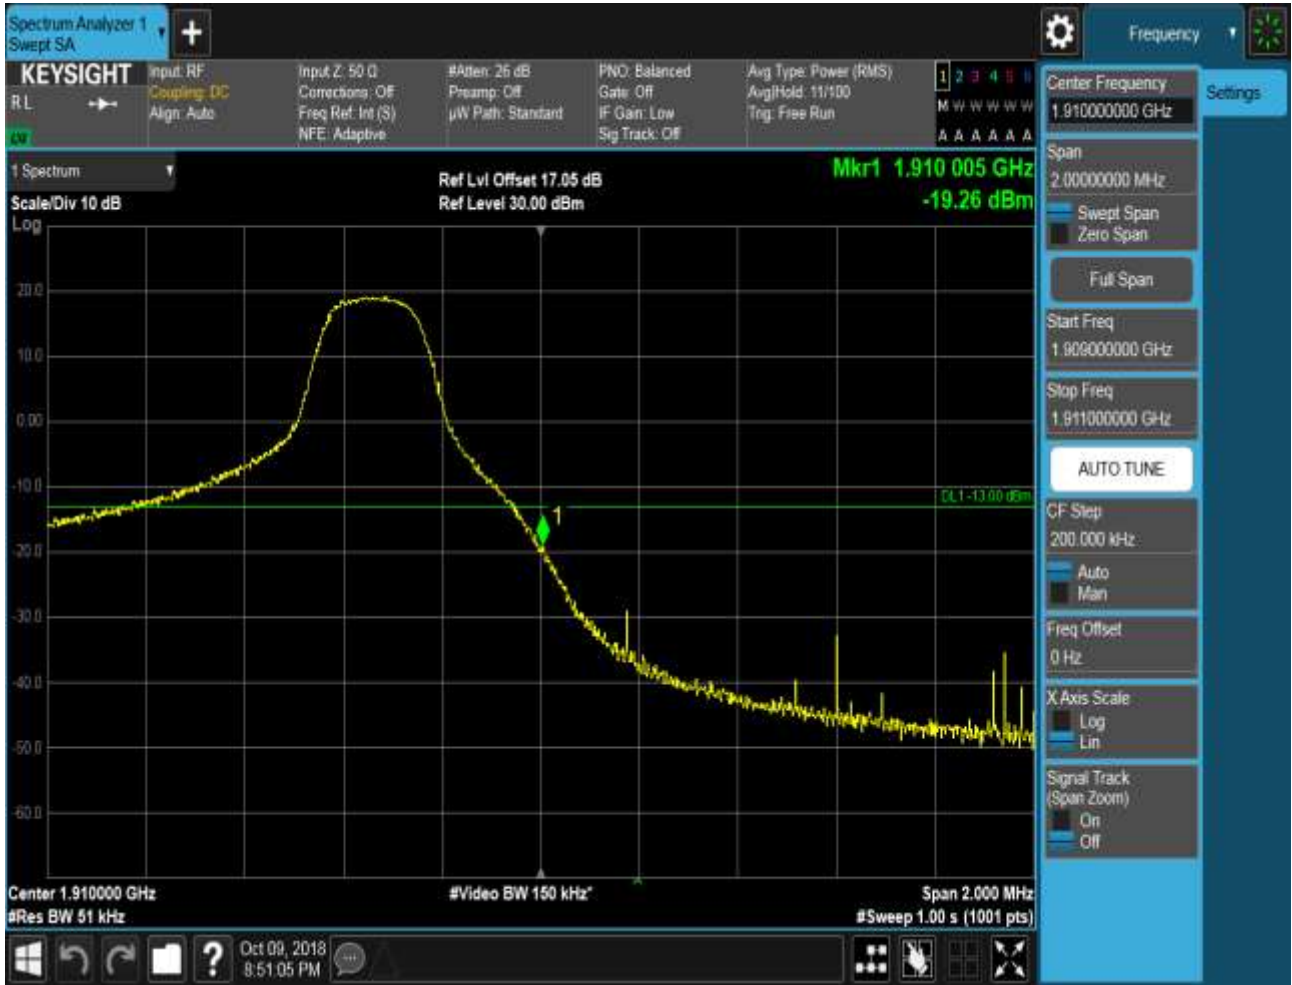 Spectrum Analyzer 1
Swept SA
Frequency
KEYSIGHT
R L
Input: RF
Coupling: DC
Align: Auto
Input Z: 50 Ω
Corrections: Off
Freq Ref: Int (S)
NFE: Adaptive
#Atten: 26 dB
Preamp: Off
µW Path: Standard
PNO: Balanced
Gate: Off
IF Gain: Low
Sig Track: Off
Avg Type: Power (RMS)
Avg|Hold: 11/100
Trig: Free Run
1 2 3 4 5 6
M W W W W W
A A A A A A
1 Spectrum
Scale/Div 10 dB
Log
Ref Lvl Offset 17.05 dB
Ref Level 30.00 dBm
Mkr1 1.910 005 GHz
-19.26 dBm
20.0
10.0
0.00
-10.0
-20.0
-30.0
-40.0
-50.0
-60.0
DL1 -13.00 dBm
1
Center 1.910000 GHz
#Res BW 51 kHz
#Video BW 150 kHz*
Span 2.000 MHz
#Sweep 1.00 s (1001 pts)
Oct 09, 2018
8:51:05 PM
Center Frequency
1.910000000 GHz
Settings
Span
2.00000000 MHz
Swept Span
Zero Span
Full Span
Start Freq
1.909000000 GHz
Stop Freq
1.911000000 GHz
AUTO TUNE
CF Step
200.000 kHz
Auto
Man
Freq Offset
0 Hz
X Axis Scale
Log
Lin
Signal Track
(Span Zoom)
On
Off